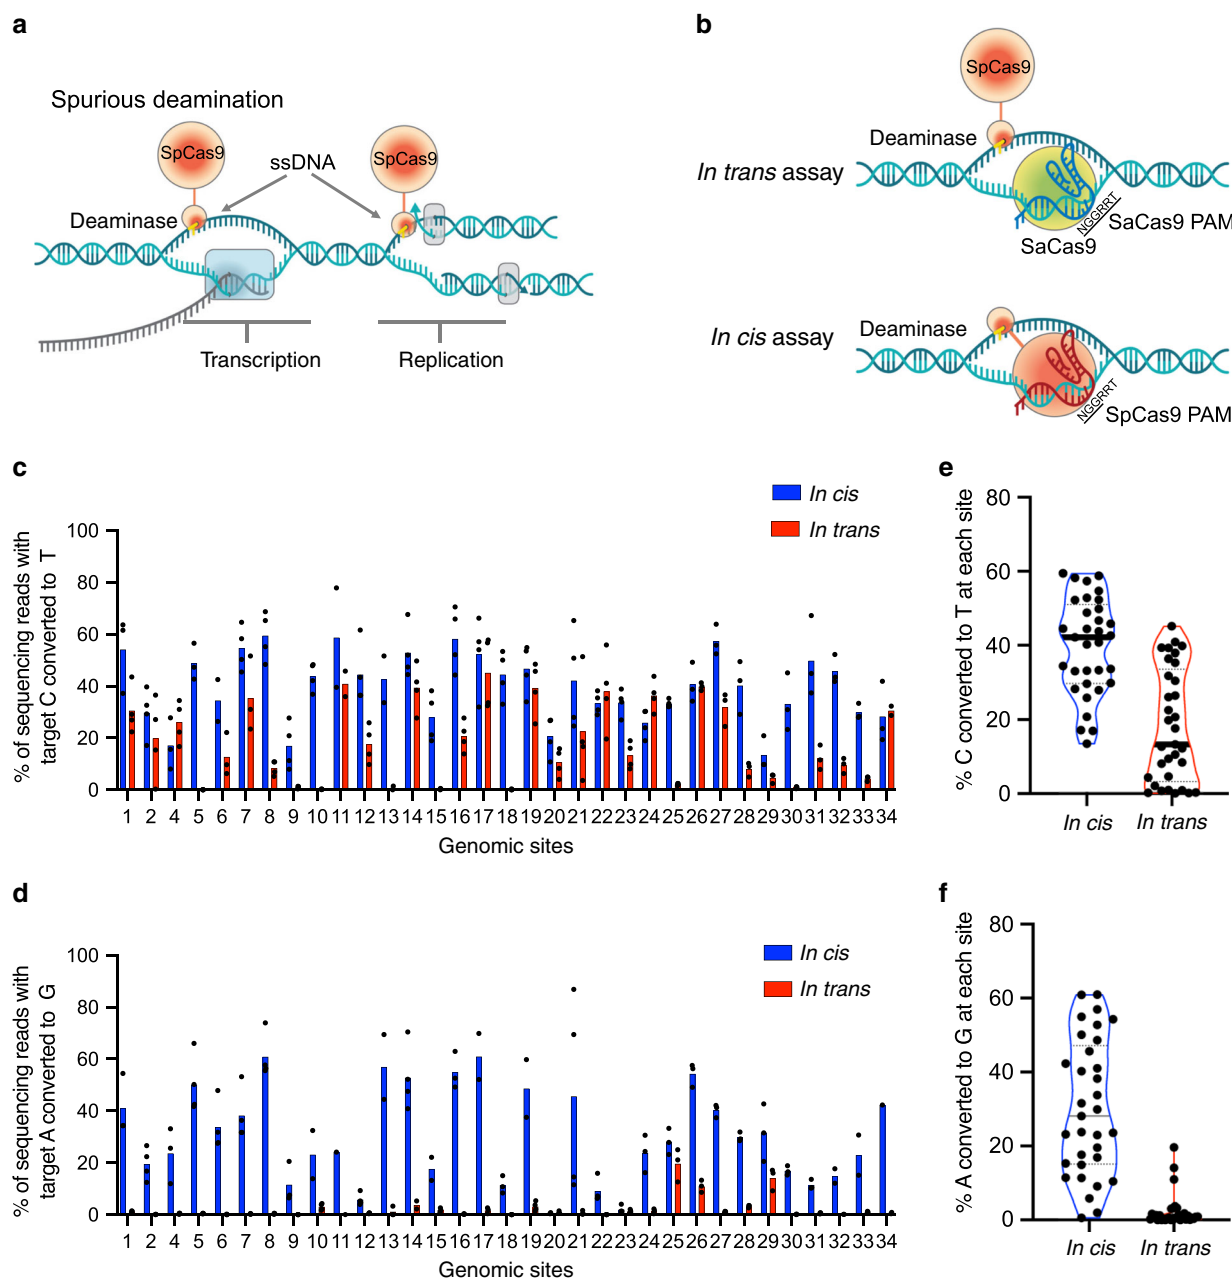 a
Spurious deamination
SpCas9
ssDNA
SpCas9
Deaminase
Transcription
Replication
b
SpCas9
Deaminase
In trans assay
NGGRRT
SaCas9 PAM
SaCas9
In cis assay
Deaminase
NGGRRT
SpCas9 PAM
c
In cis
In trans
% of sequencing reads with
target C converted to T
100
80
60
40
20
0
1 2 4 5 6 7 8 9 10 11 12 13 14 15 16 17 18 19 20 21 22 23 24 25 26 27 28 29 30 31 32 33 34
Genomic sites
e
% C converted to T at each site
80
60
40
20
0
In cis In trans
d
In cis
In trans
% of sequencing reads with
target A converted to G
100
80
60
40
20
0
1 2 4 5 6 7 8 9 10 11 12 13 14 15 16 17 18 19 20 21 22 23 24 25 26 27 28 29 30 31 32 33 34
Genomic sites
f
% A converted to G at each site
80
60
40
20
0
In cis In trans